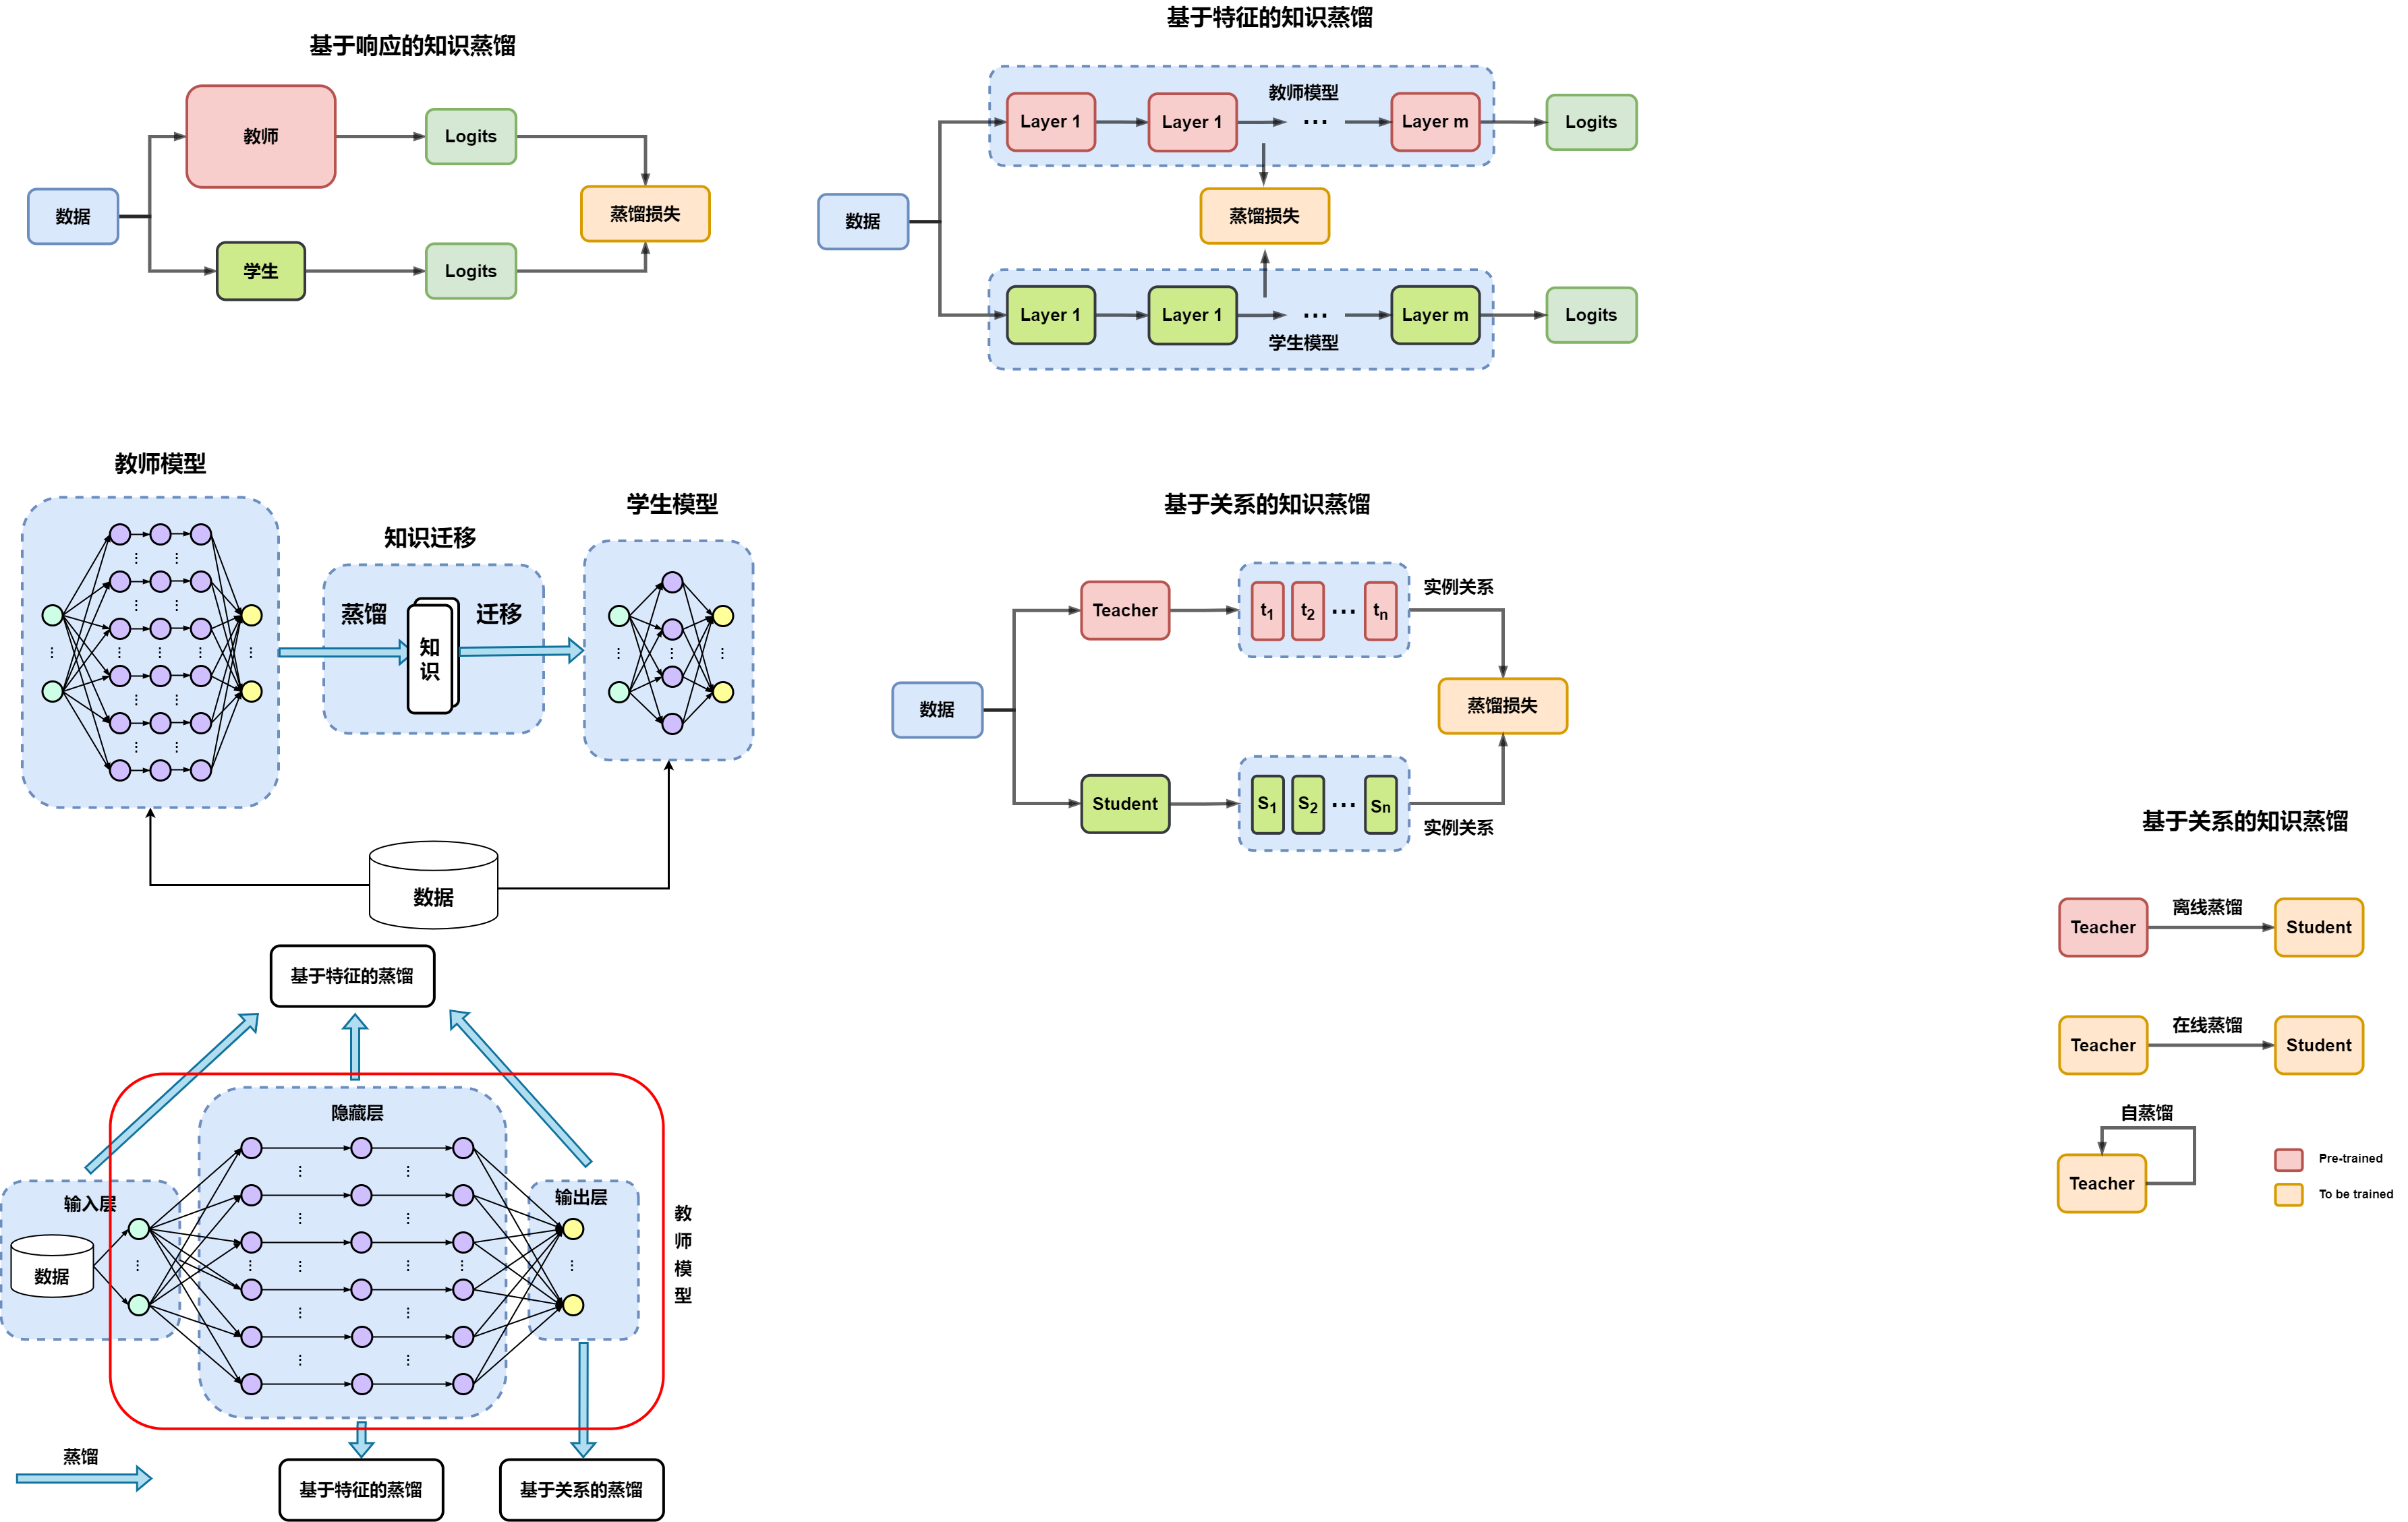 基于响应的知识蒸馏
教师
Logits
数据
蒸馏损失
学生
Logits
基于特征的知识蒸馏
教师模型
Layer 1
Layer 1
...
Layer m
Logits
数据
蒸馏损失
Layer 1
Layer 1
...
Layer m
Logits
学生模型
教师模型
知识迁移
学生模型
蒸馏
知
识
迁移
数据
基于关系的知识蒸馏
Teacher
t1
t2
...
tn
实例关系
数据
蒸馏损失
Student
S1
S2
...
Sn
实例关系
基于特征的蒸馏
隐藏层
输入层
数据
输出层
教
师
模
型
蒸馏
基于特征的蒸馏
基于关系的蒸馏
基于关系的知识蒸馏
Teacher
离线蒸馏
Student
Teacher
在线蒸馏
Student
自蒸馏
Teacher
Pre-trained
To be trained